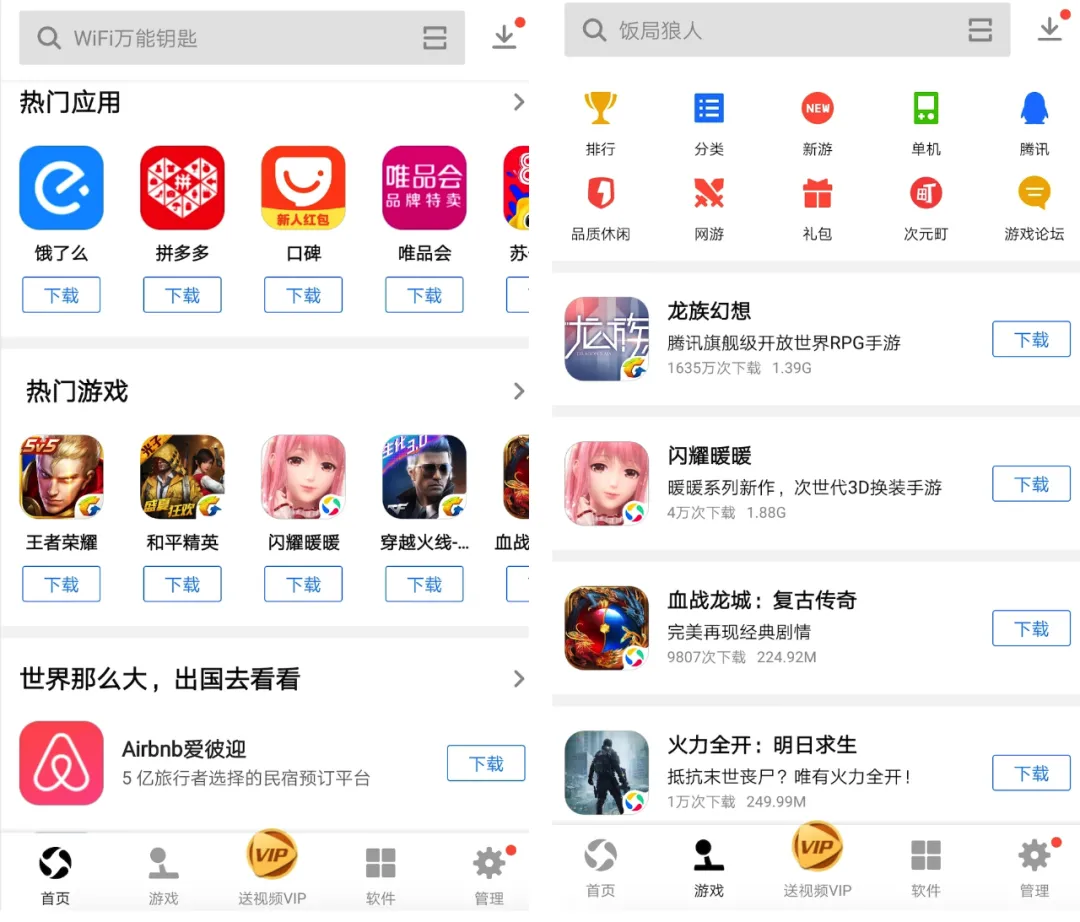 WiFi万能钥匙
热门应用
拼
新人红包
唯品会
品牌特卖
饿了么
拼多多
口碑
唯品会
下载
下载
下载
下载
热门游戏
5v5
王者荣耀
和平精英
闪耀暖暖
穿越火线-...
血战
下载
下载
下载
下载
世界那么大，出国去看看
Airbnb爱彼迎
5 亿旅行者选择的民宿预订平台
下载
首页
游戏
VIP
送视频VIP
软件
管理
饭局狼人
排行
分类
NEW
新游
单机
腾讯
品质休闲
网游
礼包
町
次元町
游戏论坛
龙族
龙族幻想
腾讯旗舰级开放世界RPG手游
1635万次下载 1.39G
下载
闪耀暖暖
暖暖系列新作，次世代3D换装手游
4万次下载 1.88G
下载
血战龙城：复古传奇
完美再现经典剧情
9807次下载 224.92M
下载
火力全开：明日求生
抵抗末世丧尸？唯有火力全开！
1万次下载 249.99M
下载
首页
游戏
VIP
送视频VIP
软件
管理